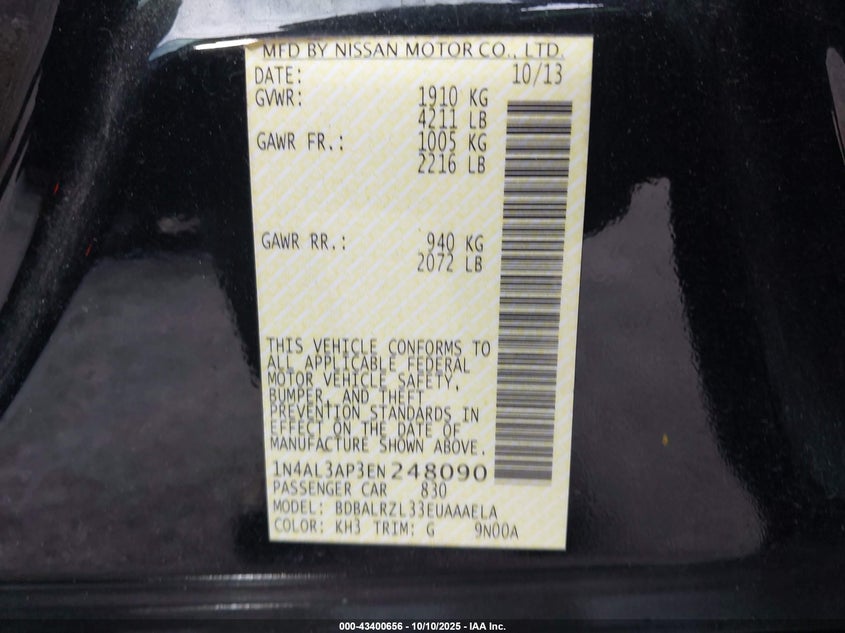 MFD BY NISSAN MOTOR CO., LTD.
DATE: 10/13
GVWR: 1910 KG
4211 LB
GAWR FR.: 1005 KG
2216 LB
GAWR RR.: 940 KG
2072 LB
THIS VEHICLE CONFORMS TO
ALL APPLICABLE FEDERAL
MOTOR VEHICLE SAFETY,
BUMPER, AND THEFT
PREVENTION STANDARDS IN
EFFECT ON THE DATE OF
MANUFACTURE SHOWN ABOVE.
1N4AL3AP3EN248090
PASSENGER CAR 830
MODEL: BDBALRZL33EUAAAELA
COLOR: KH3 TRIM: G 9N00A
000-43400656 - 10/10/2025 - IAA Inc.